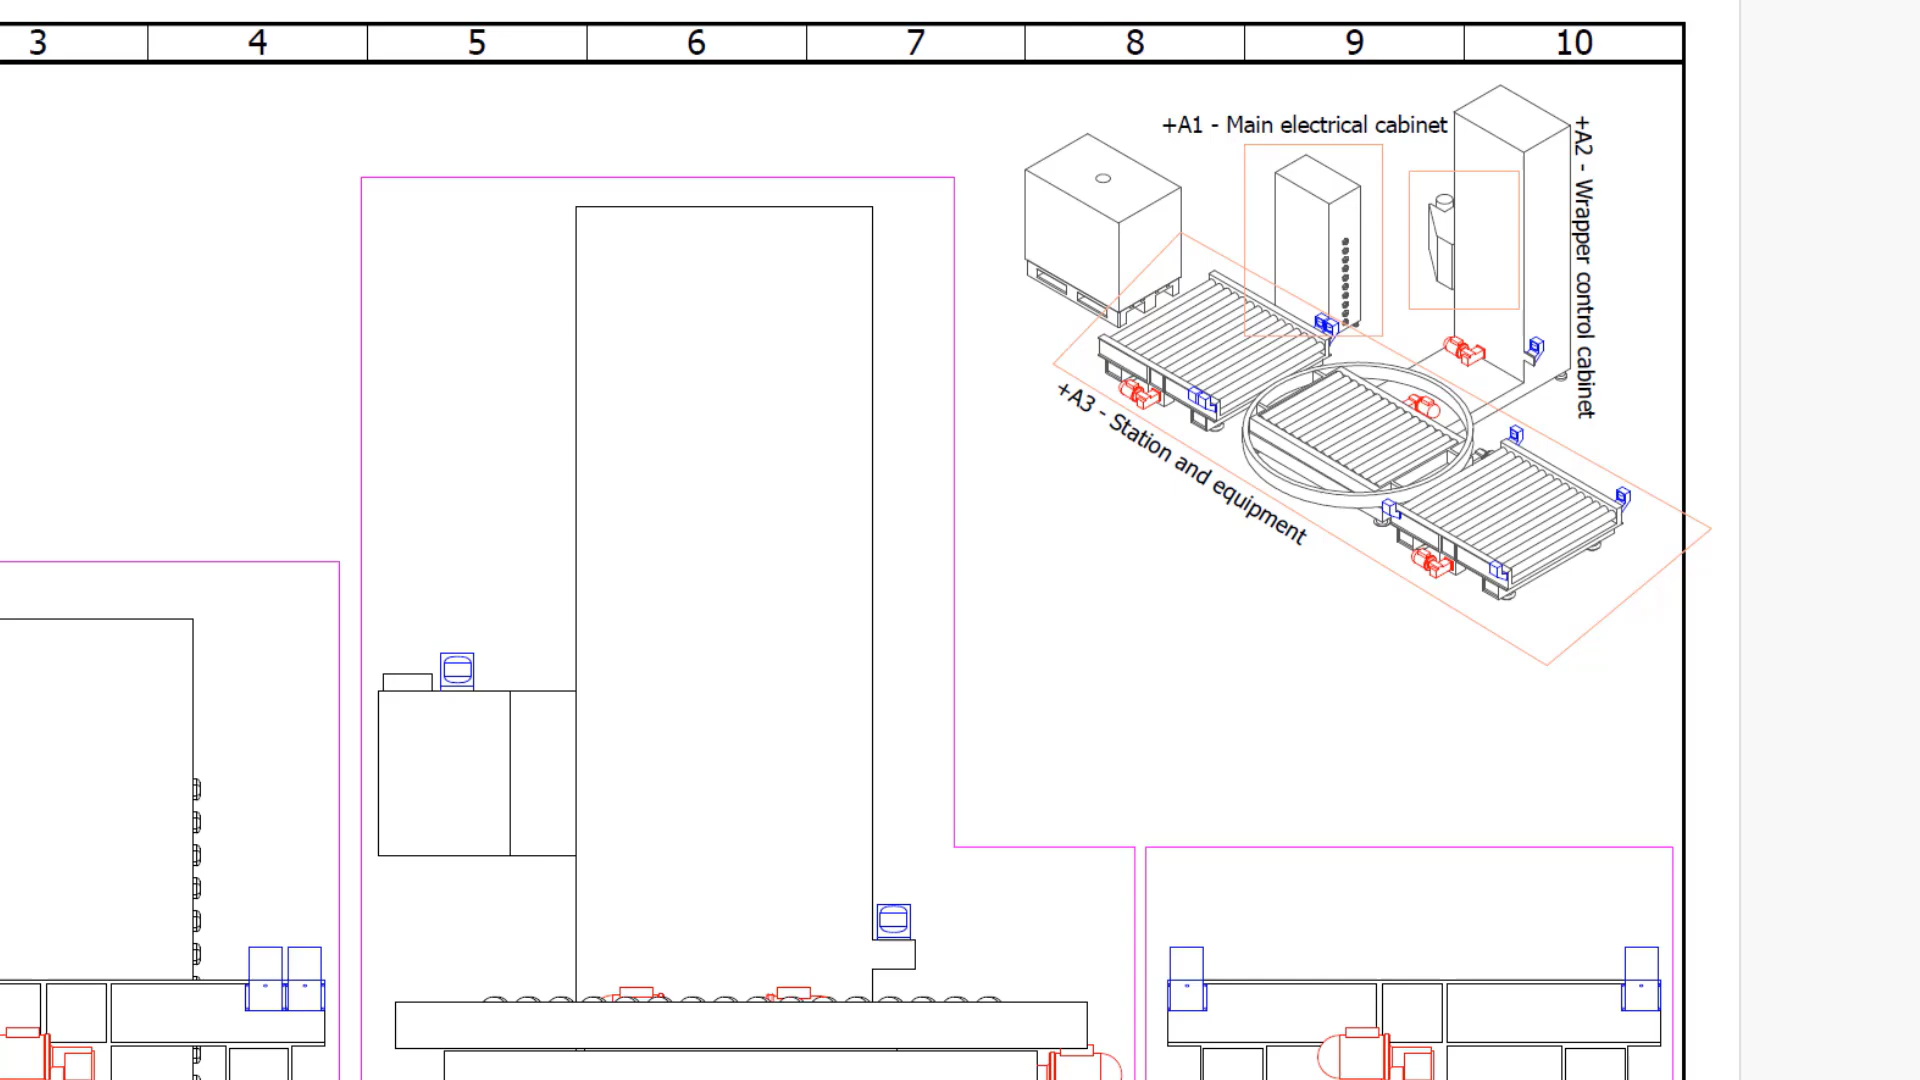 3 4 5 6 7 8 9 10
+A1 - Main electrical cabinet
+A2 - Wrapper control cabinet
+A3 - Station and equipment